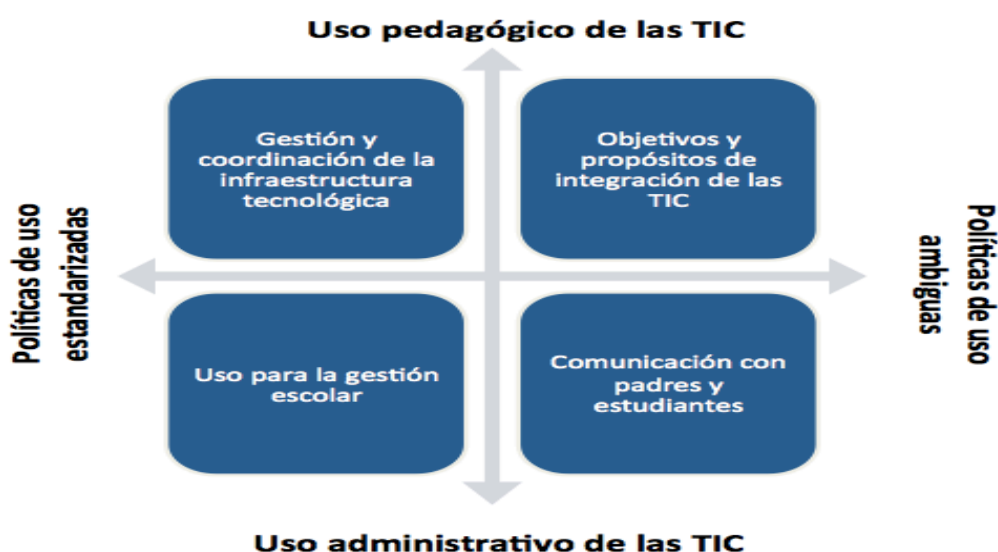 Uso pedagógico de las TIC
Gestión y
coordinación de la
infraestructura
tecnológica
Objetivos y
propósitos de
integración de las
TIC
Políticas de uso
estandarizadas
Políticas de uso
ambiguas
Uso para la gestión
escolar
Comunicación con
padres y
estudiantes
Uso administrativo de las TIC